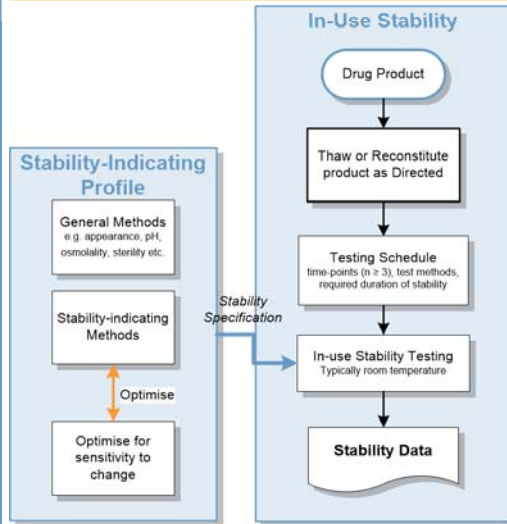 In-Use Stability
Drug Product
Thaw or Reconstitute
product as Directed
Testing Schedule
time-points (n ≥ 3), test methods,
required duration of stability
In-use Stability Testing
Typically room temperature
Stability Data
Stability-Indicating
Profile
General Methods
e.g. appearance, pH,
osmolality, sterility etc.
Stability-indicating
Methods
Optimise
Optimise for
sensitivity to
change
Stability
Specification